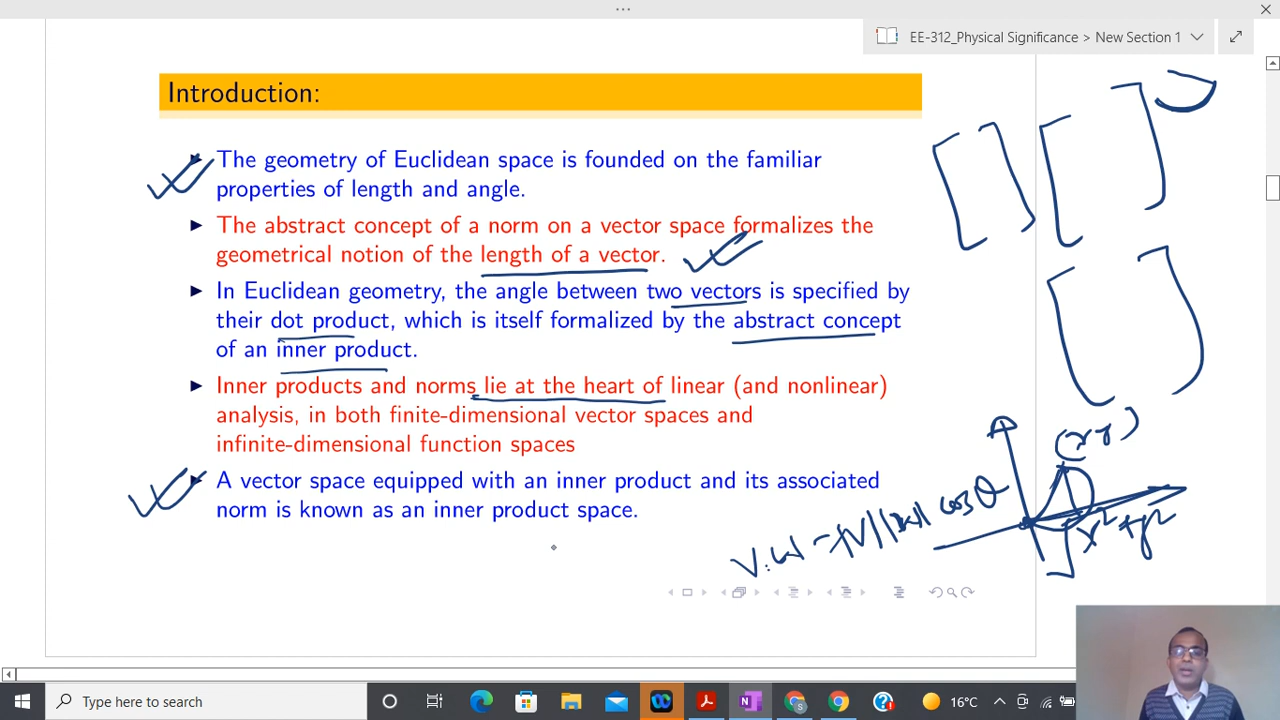 EE-312_Physical Significance > New Section 1
Introduction:
The geometry of Euclidean space is founded on the familiar
properties of length and angle.
The abstract concept of a norm on a vector space formalizes the
geometrical notion of the length of a vector.
In Euclidean geometry, the angle between two vectors is specified by
their dot product, which is itself formalized by the abstract concept
of an inner product.
Inner products and norms lie at the heart of linear (and nonlinear)
analysis, in both finite-dimensional vector spaces and
infinite-dimensional function spaces
A vector space equipped with an inner product and its associated
norm is known as an inner product space.
x²+y²
cos θ
Type here to search
16°C